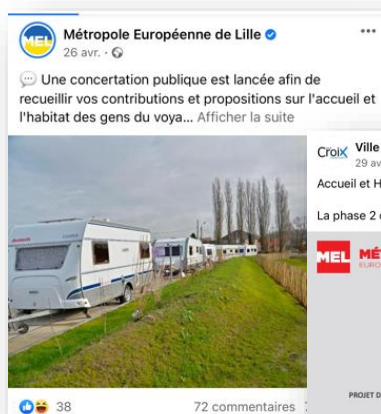 MEL
Métropole Européenne de Lille
26 avr. ·
Une concertation publique est lancée afin de
recueillir vos contributions et propositions sur l'accueil et
l'habitat des gens du voya... Afficher la suite
38
72 commentaires
Croix Ville
29 av
Accueil et H
La phase 2
MEL MÉT
EURO
PROJET D